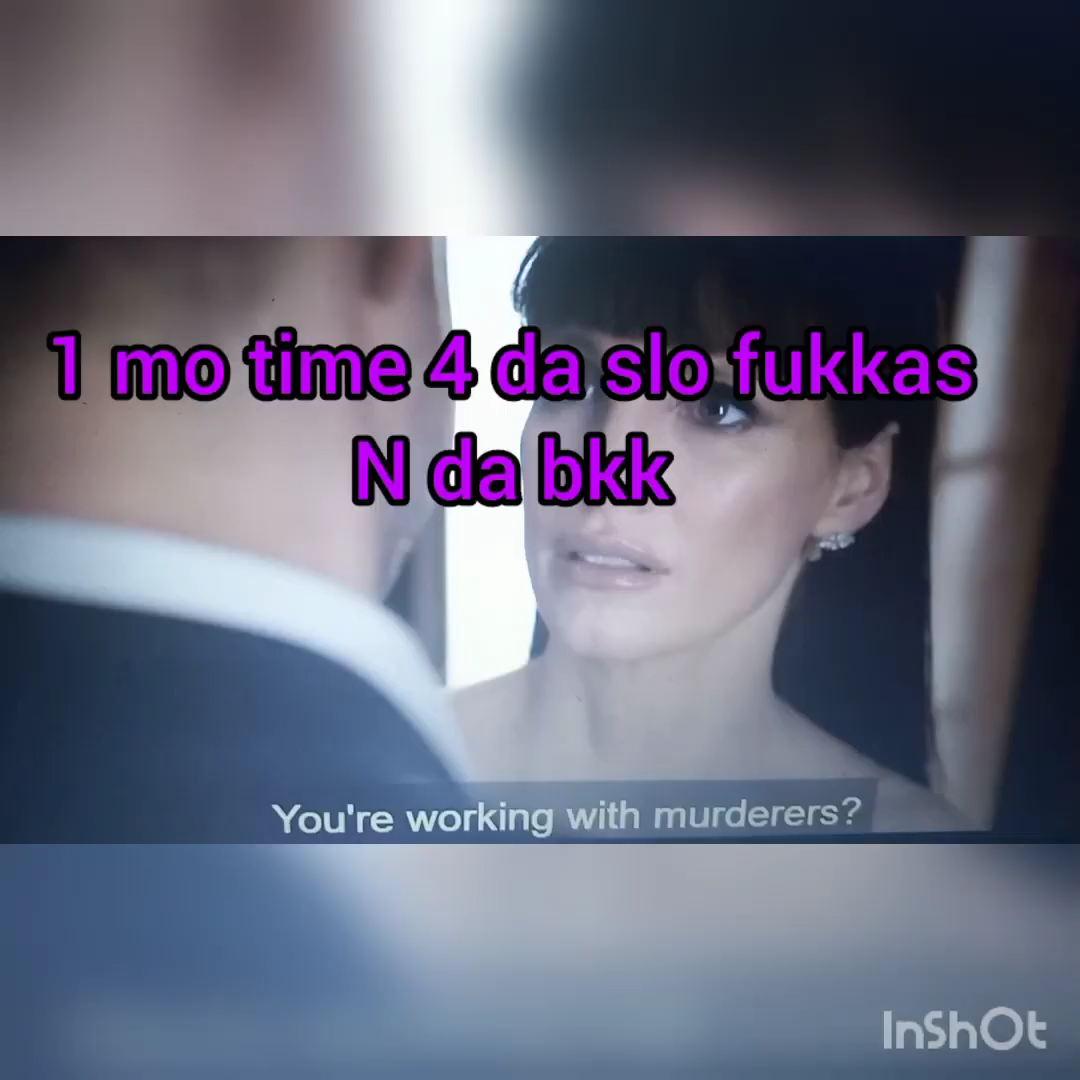 1 mo time 4 da slo fukkas
N da bkk
You're working with murderers?
InShOt